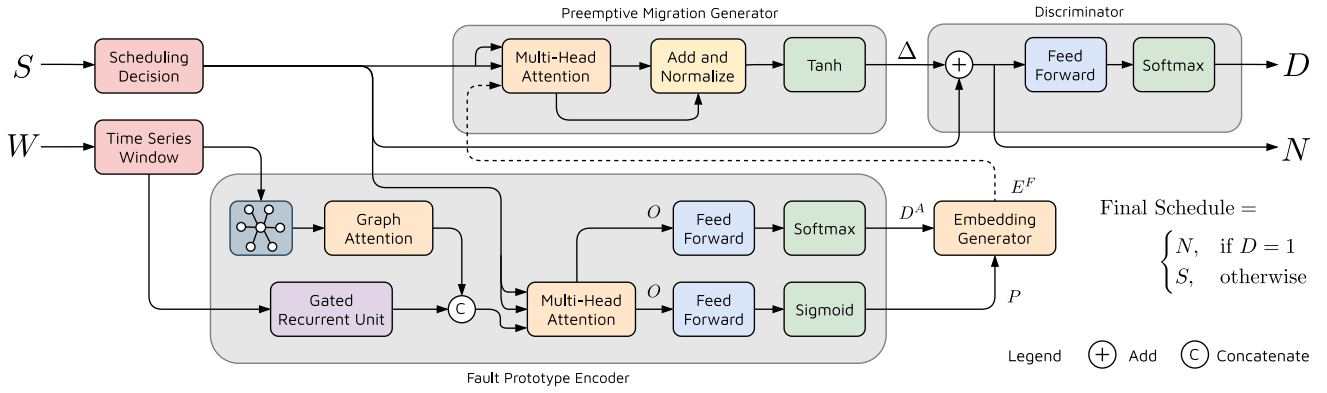 Preemptive Migration Generator
Discriminator
S
Scheduling
Decision
Multi-Head
Attention
Add and
Normalize
Tanh
Δ
+
Feed
Forward
Softmax
D
W
Time Series
Window
N
Graph
Attention
O
Feed
Forward
Softmax
D^A
E^F
Embedding
Generator
Gated
Recurrent Unit
C
Multi-Head
Attention
O
Feed
Forward
Sigmoid
P
Fault Prototype Encoder
Final Schedule =
{ N, if D = 1
S, otherwise
Legend + Add C Concatenate